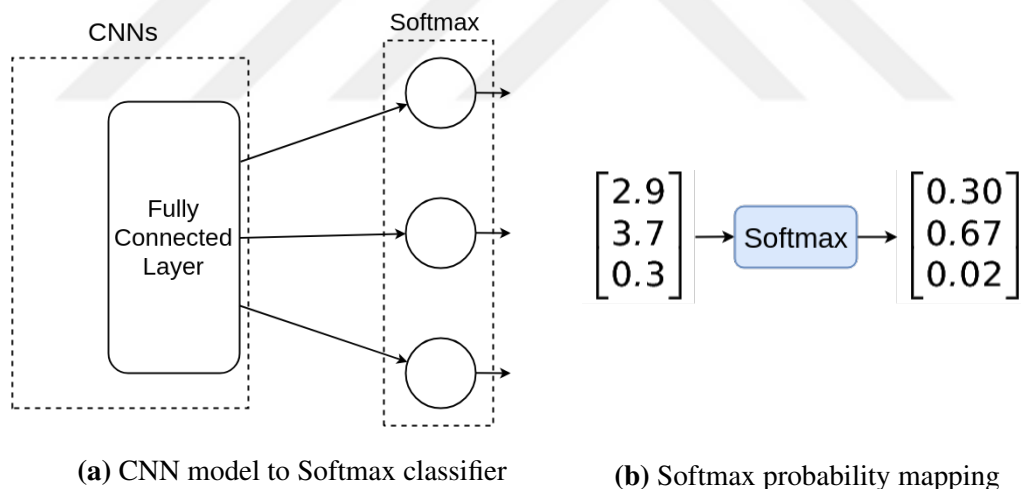 CNNs
Softmax
Fully
Connected
Layer
2.9
3.7
0.3
Softmax
0.30
0.67
0.02
(a) CNN model to Softmax classifier
(b) Softmax probability mapping